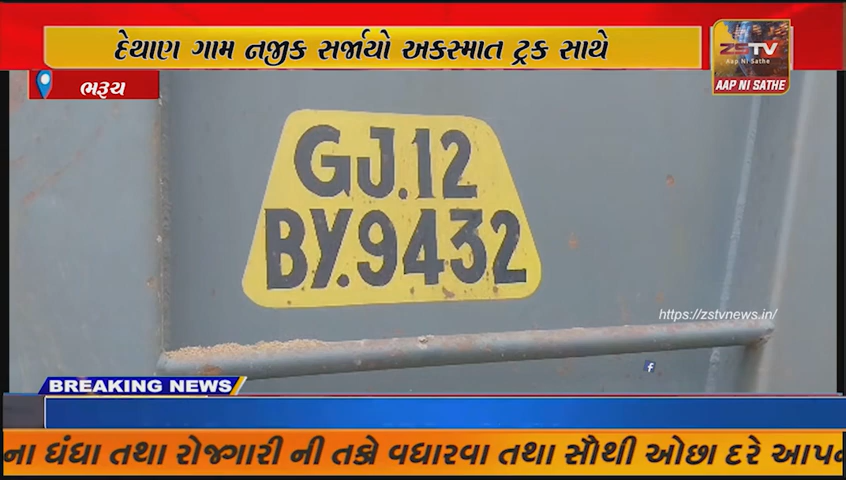 દેથાણ ગામ નજીક સર્જાયો અકસ્માત ટ્રક સાથે
ZSTV
Aap Ni Sathe
AAP NI SATHE
ભરૂચ
GJ.12
BY.9432
https://zstvnews.in/
f
BREAKING NEWS
ના ધંધા તથા રોજગારી ની તકો વધારવા તથા સૌથી ઓછા દરે આપન